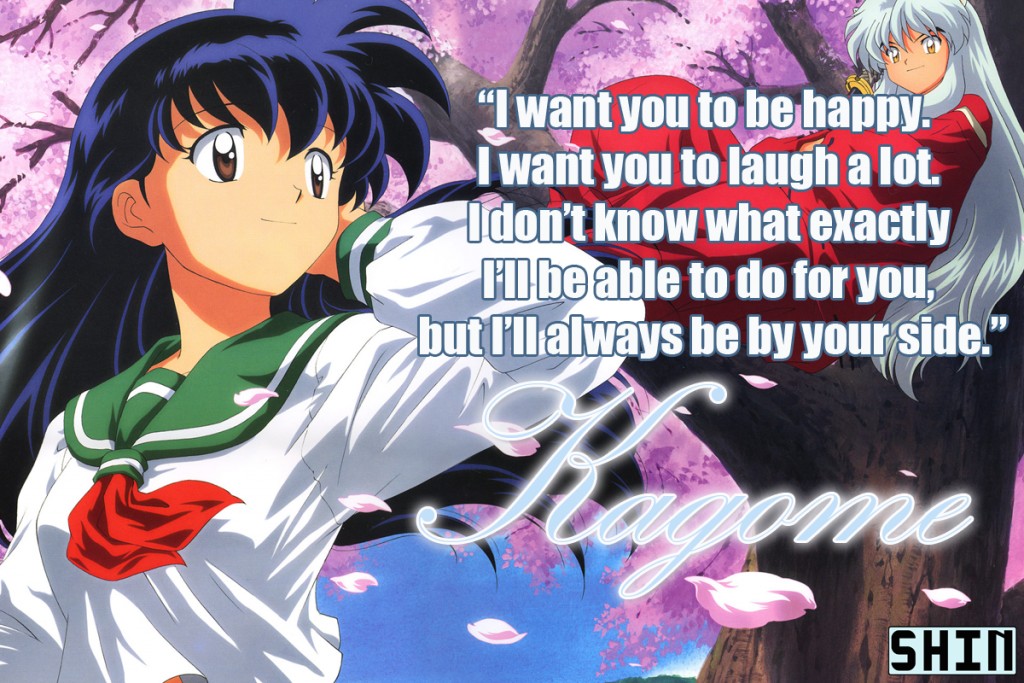 “I want you to be happy.
I want you to laugh a lot.
I don’t know what exactly
I’ll be able to do for you,
but I’ll always be by your side.”
Kagome
SHIN